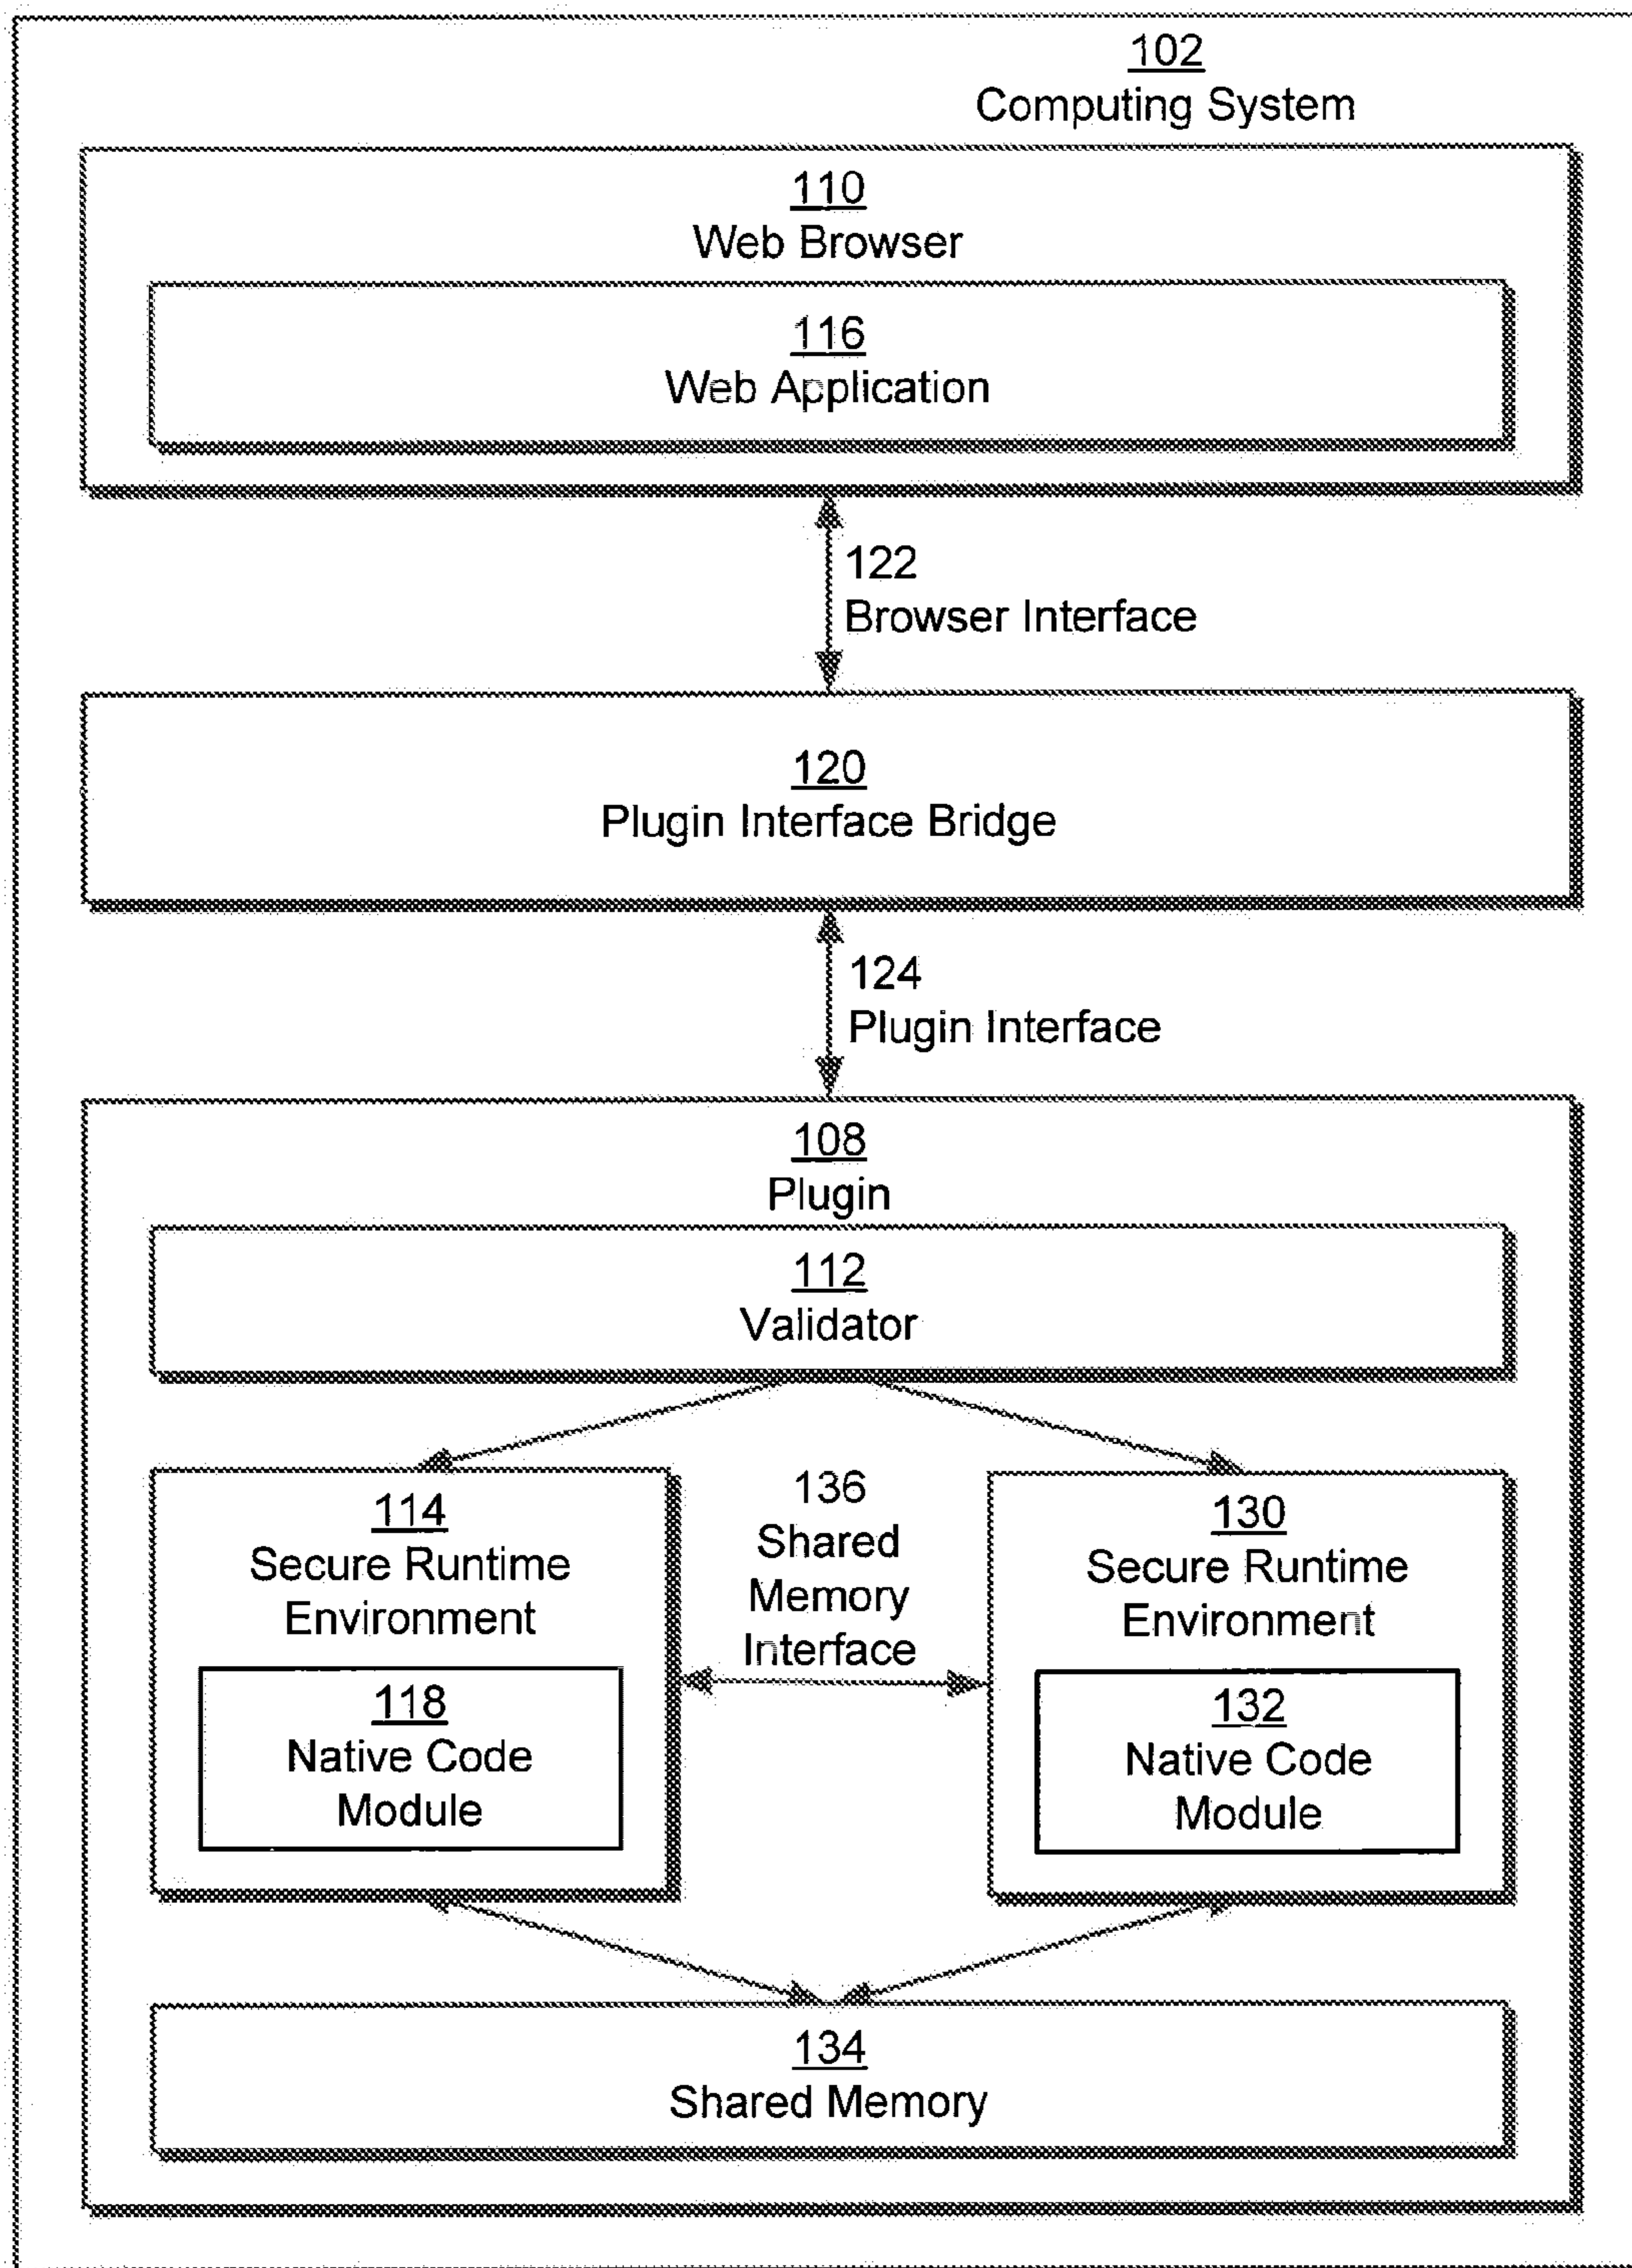 102
Computing System
110
Web Browser
116
Web Application
122
Browser Interface
120
Plugin Interface Bridge
124
Plugin Interface
108
Plugin
112
Validator
114
Secure Runtime
Environment
118
Native Code
Module
136
Shared
Memory
Interface
130
Secure Runtime
Environment
132
Native Code
Module
134
Shared Memory